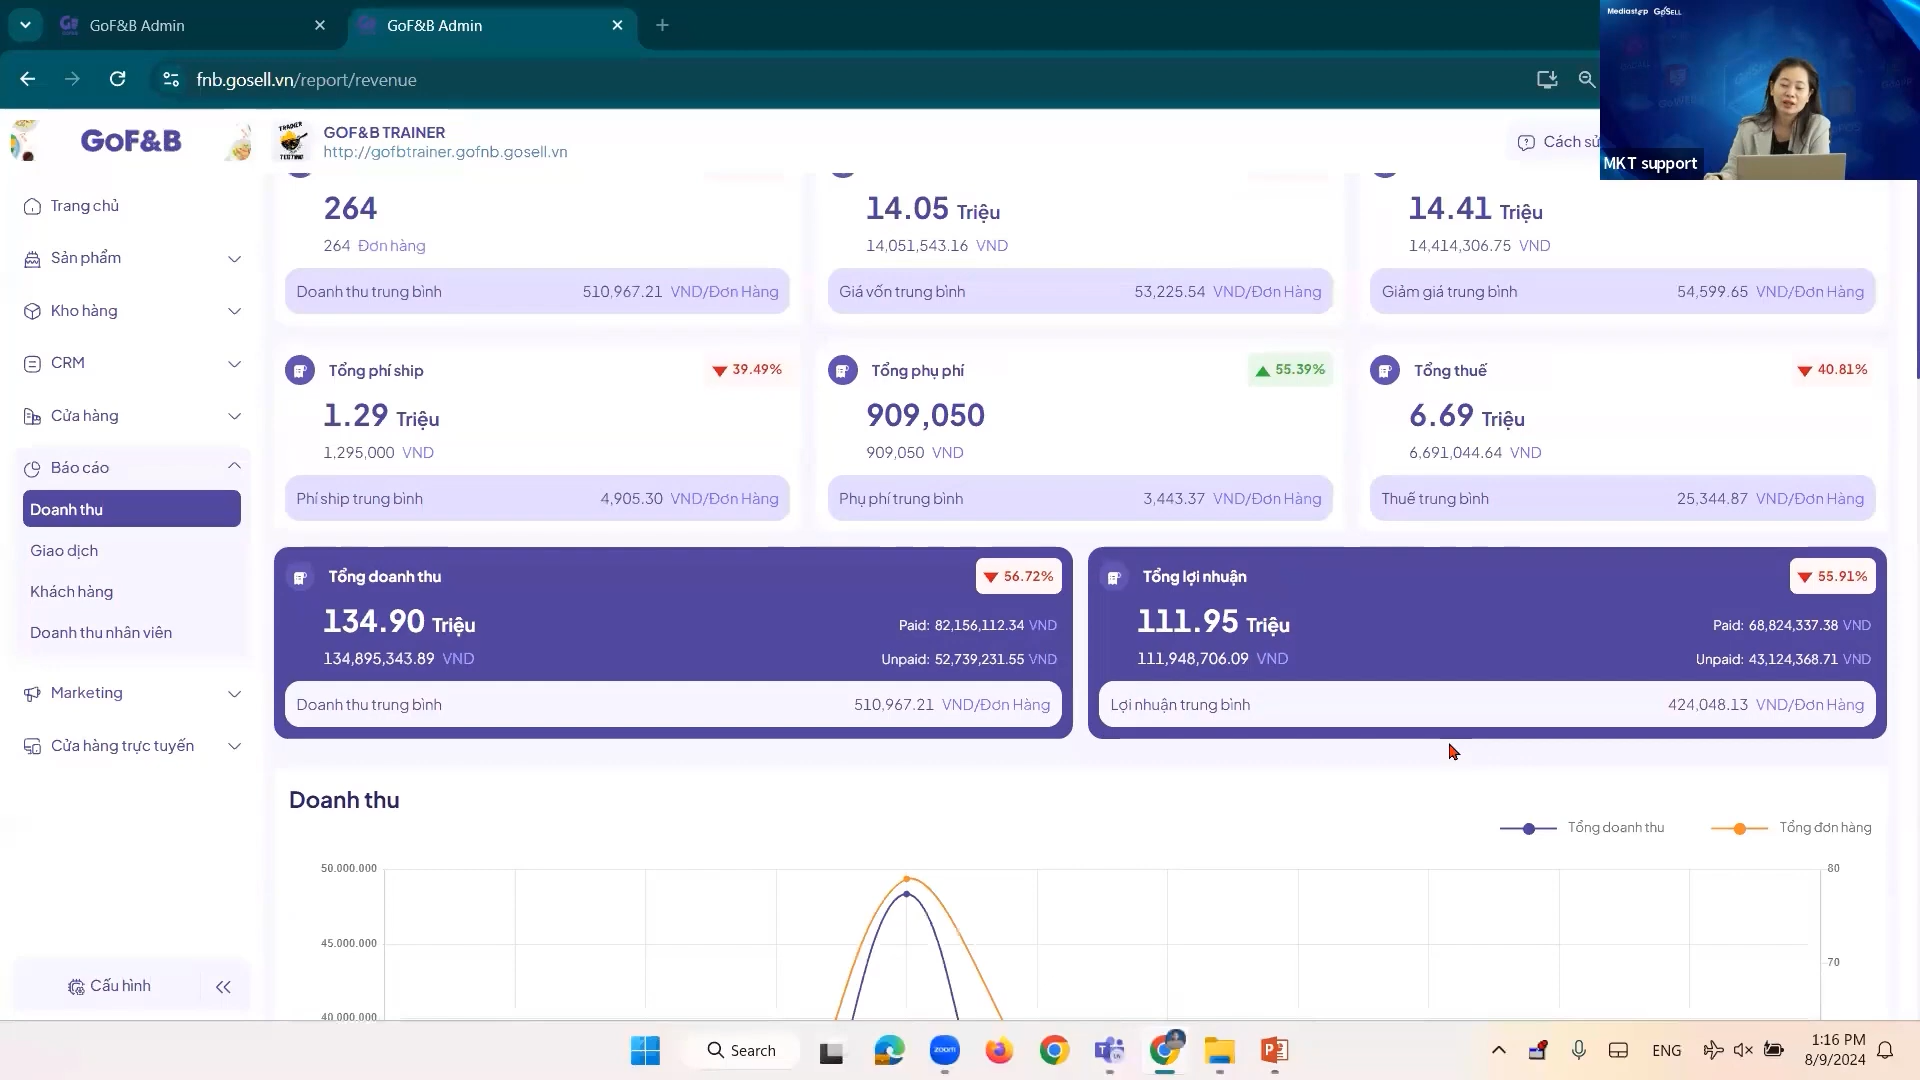 GoF&B Admin
GoF&B Admin
fnb.gosell.vn/report/revenue
Mediastep GoSELL
MKT support
GoF&B
TRAINER
GOF&B TRAINER
http://gofbtrainer.gofnb.gosell.vn
Cách sử
Trang chủ
Sản phẩm
Kho hàng
CRM
Cửa hàng
Báo cáo
Doanh thu
Giao dịch
Khách hàng
Doanh thu nhân viên
Marketing
Cửa hàng trực tuyến
Cấu hình
264
264 Đơn hàng
Doanh thu trung bình 510,967.21 VND/Đơn Hàng
14.05 Triệu
14,051,543.16 VND
Giá vốn trung bình 53,225.54 VND/Đơn Hàng
14.41 Triệu
14,414,306.75 VND
Giảm giá trung bình 54,599.65 VND/Đơn Hàng
Tổng phí ship 39.49%
1.29 Triệu
1,295,000 VND
Phí ship trung bình 4,905.30 VND/Đơn Hàng
Tổng phụ phí 55.39%
909,050
909,050 VND
Phụ phí trung bình 3,443.37 VND/Đơn Hàng
Tổng thuế 40.81%
6.69 Triệu
6,691,044.64 VND
Thuế trung bình 25,344.87 VND/Đơn Hàng
Tổng doanh thu 56.72%
134.90 Triệu Paid: 82,156,112.34 VND
134,895,343.89 VND Unpaid: 52,739,231.55 VND
Doanh thu trung bình 510,967.21 VND/Đơn Hàng
Tổng lợi nhuận 55.91%
111.95 Triệu Paid: 68,824,337.38 VND
111,948,706.09 VND Unpaid: 43,124,368.71 VND
Lợi nhuận trung bình 424,048.13 VND/Đơn Hàng
Doanh thu
Tổng doanh thu Tổng đơn hàng
50.000.000 80
45.000.000
70
40.000.000
Search
zoom
ENG
1:16 PM
8/9/2024